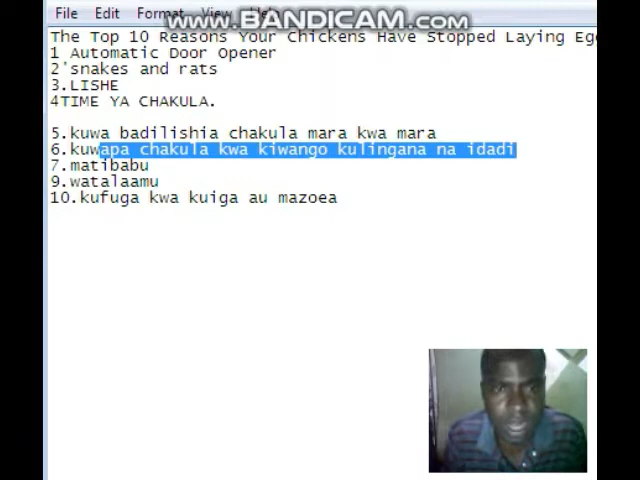 File Edit Format View Help
www.BANDICAM.com
The Top 10 Reasons Your Chickens Have Stopped Laying Eg
1 Automatic Door Opener
2'snakes and rats
3.LISHE
4TIME YA CHAKULA.
5.kuwa badilishia chakula mara kwa mara
6.kuwapa chakula kwa kiwango kulingana na idadi
7.matibabu
9.watalaamu
10.kufuga kwa kuiga au mazoea